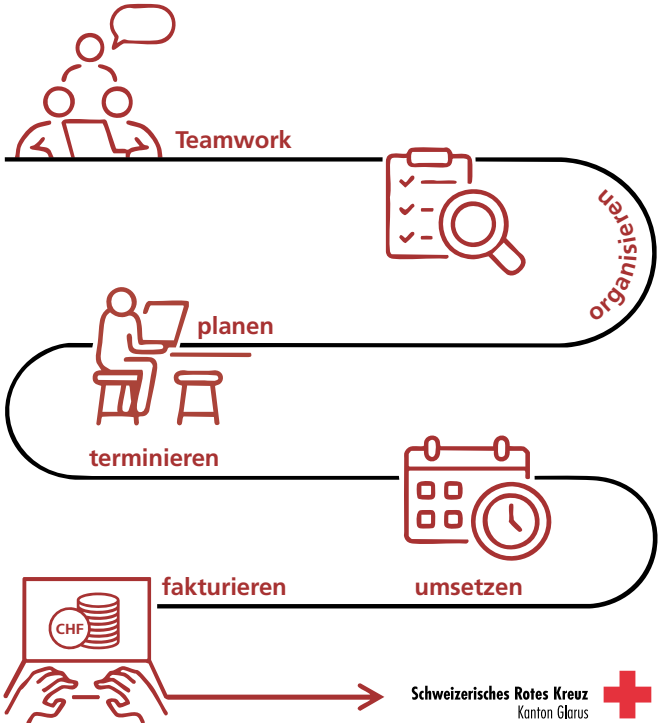 Teamwork
organisieren
planen
terminieren
umsetzen
fakturieren
CHF
Schweizerisches Rotes Kreuz
Kanton Glarus